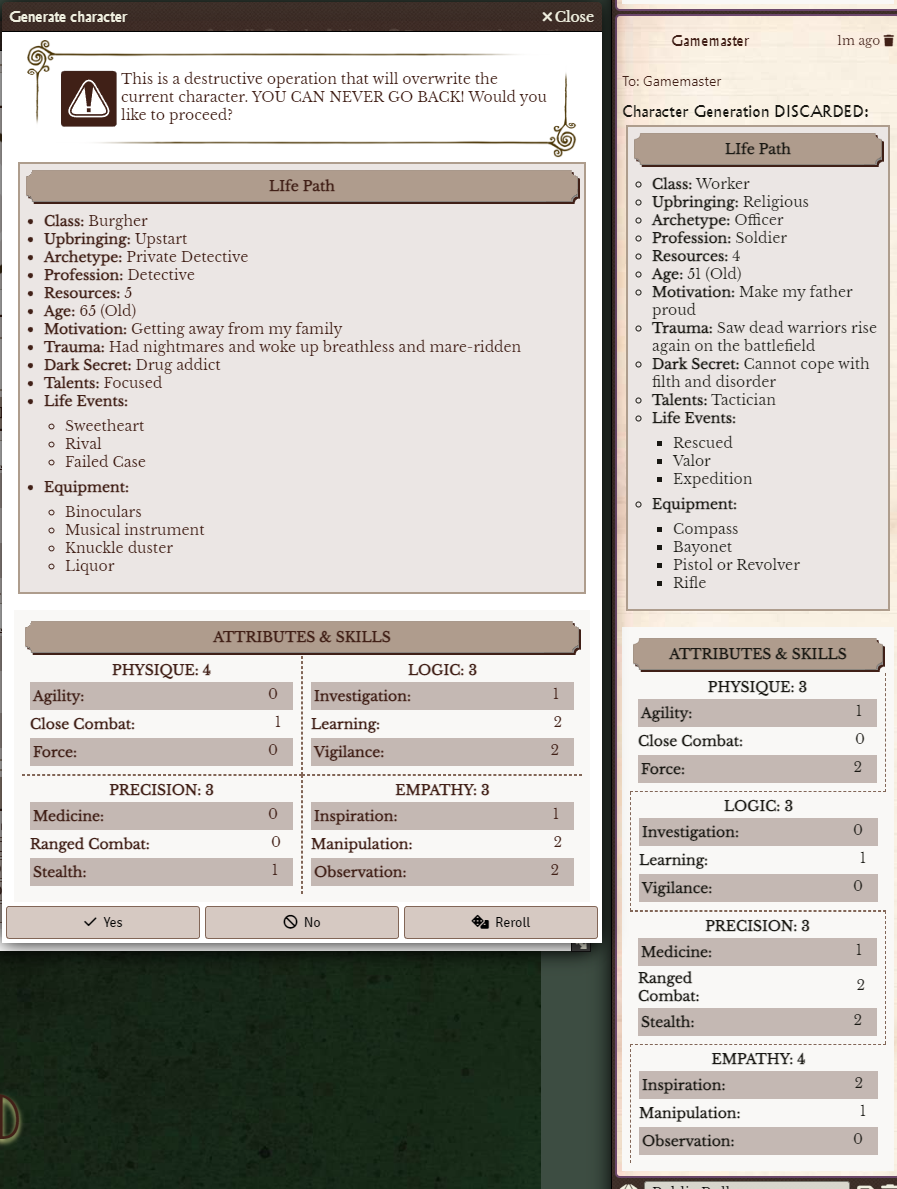 Generate character
Close
This is a destructive operation that will overwrite the
current character. YOU CAN NEVER GO BACK! Would you
like to proceed?
LIfe Path
Class: Burgher
Upbringing: Upstart
Archetype: Private Detective
Profession: Detective
Resources: 5
Age: 65 (Old)
Motivation: Getting away from my family
Trauma: Had nightmares and woke up breathless and mare-ridden
Dark Secret: Drug addict
Talents: Focused
Life Events:
Sweetheart
Rival
Failed Case
Equipment:
Binoculars
Musical instrument
Knuckle duster
Liquor
ATTRIBUTES & SKILLS
PHYSIQUE: 4
Agility: 0
Close Combat: 1
Force: 0
LOGIC: 3
Investigation: 1
Learning: 2
Vigilance: 2
PRECISION: 3
Medicine: 0
Ranged Combat: 0
Stealth: 1
EMPATHY: 3
Inspiration: 1
Manipulation: 2
Observation: 2
Yes
No
Reroll
Gamemaster
1m ago
To: Gamemaster
Character Generation DISCARDED:
LIfe Path
Class: Worker
Upbringing: Religious
Archetype: Officer
Profession: Soldier
Resources: 4
Age: 51 (Old)
Motivation: Make my father
proud
Trauma: Saw dead warriors rise
again on the battlefield
Dark Secret: Cannot cope with
filth and disorder
Talents: Tactician
Life Events:
Rescued
Valor
Expedition
Equipment:
Compass
Bayonet
Pistol or Revolver
Rifle
ATTRIBUTES & SKILLS
PHYSIQUE: 3
Agility: 1
Close Combat: 0
Force: 2
LOGIC: 3
Investigation: 0
Learning: 1
Vigilance: 0
PRECISION: 3
Medicine: 1
Ranged
Combat: 2
Stealth: 2
EMPATHY: 4
Inspiration: 2
Manipulation: 1
Observation: 0